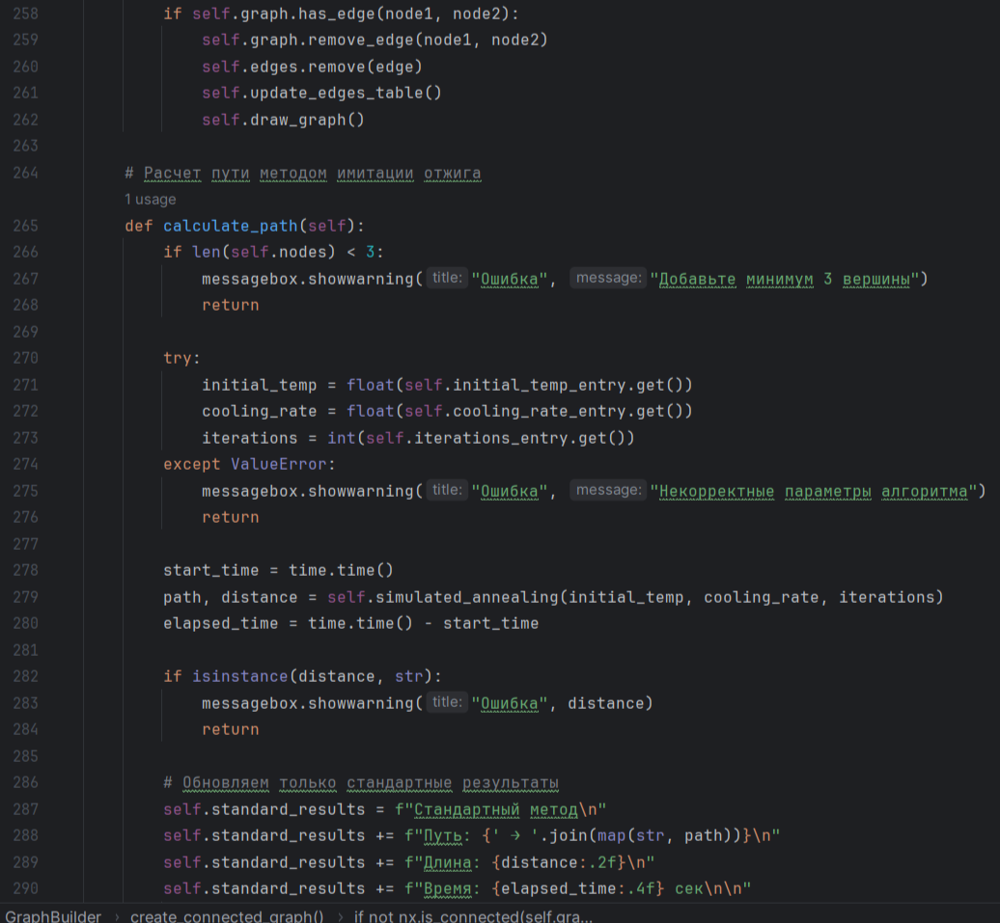 258 if self.graph.has_edge(node1, node2):
259 self.graph.remove_edge(node1, node2)
260 self.edges.remove(edge)
261 self.update_edges_table()
262 self.draw_graph()
263
264 # Расчет пути методом имитации отжига
1 usage
265 def calculate_path(self):
266 if len(self.nodes) < 3:
267 messagebox.showwarning( title: "Ошибка", message: "Добавьте минимум 3 вершины")
268 return
269
270 try:
271 initial_temp = float(self.initial_temp_entry.get())
272 cooling_rate = float(self.cooling_rate_entry.get())
273 iterations = int(self.iterations_entry.get())
274 except ValueError:
275 messagebox.showwarning( title: "Ошибка", message: "Некорректные параметры алгоритма")
276 return
277
278 start_time = time.time()
279 path, distance = self.simulated_annealing(initial_temp, cooling_rate, iterations)
280 elapsed_time = time.time() - start_time
281
282 if isinstance(distance, str):
283 messagebox.showwarning( title: "Ошибка", distance)
284 return
285
286 # Обновляем только стандартные результаты
287 self.standard_results = f"Стандартный метод\n"
288 self.standard_results += f"Путь: {' → '.join(map(str, path))}\n"
289 self.standard_results += f"Длина: {distance:.2f}\n"
290 self.standard_results += f"Время: {elapsed_time:.4f} сек\n\n"
GraphBuilder › create_connected_graph() › if not nx.is_connected(self.gra...